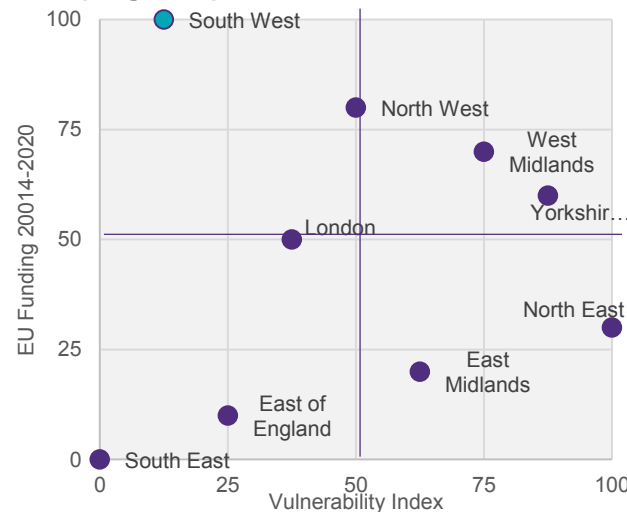 100
South West
North West
75
West
Midlands
Yorkshir…
EU Funding 20014-2020
London
50
North East
25
East
Midlands
East of
England
0
South East
0
25
50
75
100
Vulnerability Index